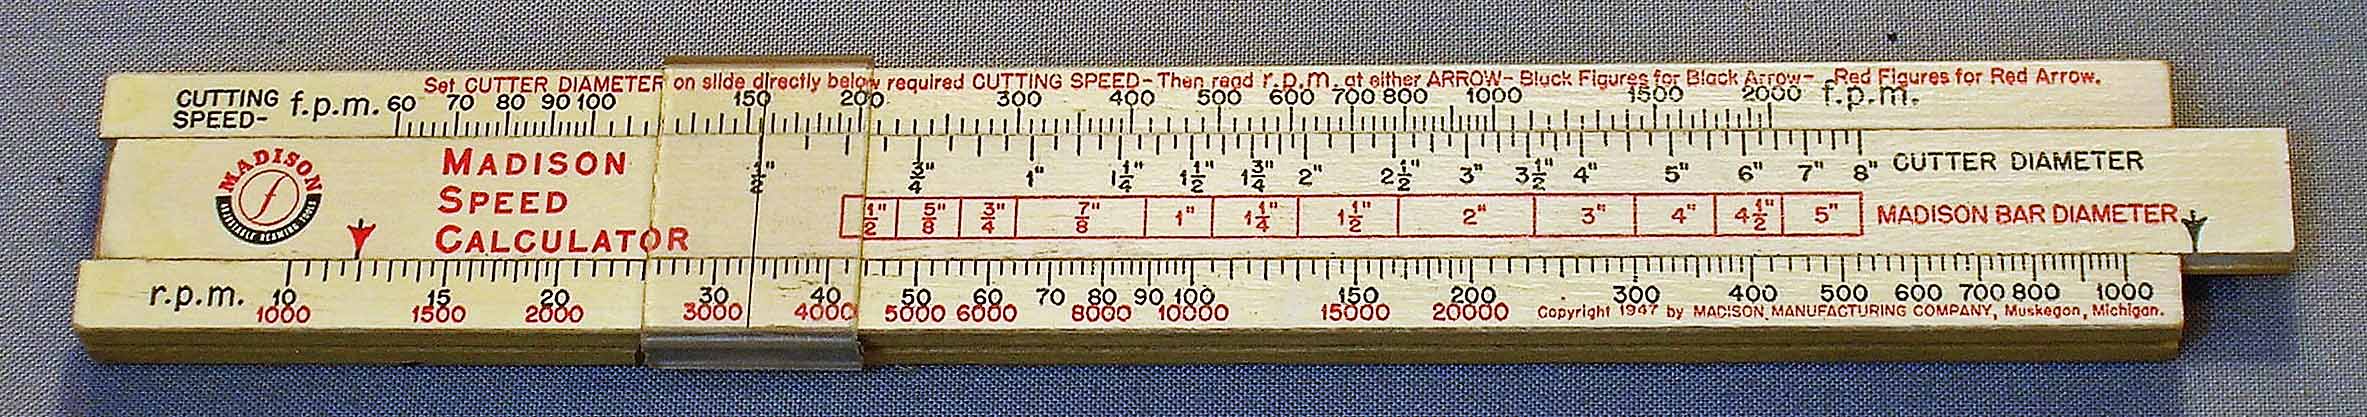 Set CUTTER DIAMETER on slide directly below required CUTTING SPEED - Then read r.p.m. at either ARROW - Black Figures for Black Arrow - Red Figures for Red Arrow.
CUTTING SPEED- f.p.m. 60 70 80 90 100 150 200 300 400 500 600 700 800 1000 1500 2000 f.p.m.
MADISON
MADISON SPEED CALCULATOR
f
1/2" 3/4" 1" 1 1/4" 1 1/2" 1 3/4" 2" 2 1/2" 3" 3 1/2" 4" 5" 6" 7" 8" CUTTER DIAMETER
1/2" 5/8" 3/4" 7/8" 1" 1 1/4" 1 1/2" 2" 3" 4" 4 1/2" 5" MADISON BAR DIAMETER
r.p.m. 10 15 20 30 40 50 60 70 80 90 100 150 200 300 400 500 600 700 800 1000
1000 1500 2000 3000 4000 5000 6000 8000 10000 15000 20000 Copyright 1947 by MADISON MANUFACTURING COMPANY, Muskegon, Michigan.